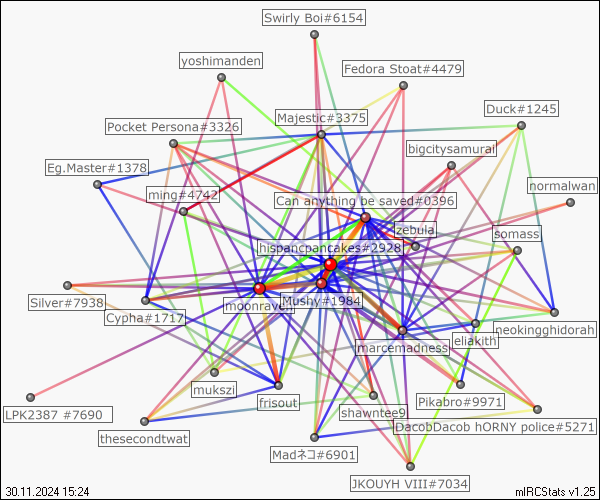 Swirly Boi#6154
yoshimanden
Fedora Stoat#4479
Duck#1245
Majestic#3375
Pocket Persona#3326
bigcitysamurai
Eg.Master#1378
normalwan
ming#4742
Can anything be saved#0396
zebula
somass
hispancpancakes#2928
Silver#7938
moonraven
Mushy#1984
Cypha#1717
neokingghidorah
eliakith
marcemadness
mukszi
frisout
Pikabro#9971
LPK2387 #7690
shawntee9
DacobDacob hORNY police#5271
thesecondtwat
Madネコ#6901
JKOUYH VIII#7034
30.11.2024 15:24
mIRCStats v1.25